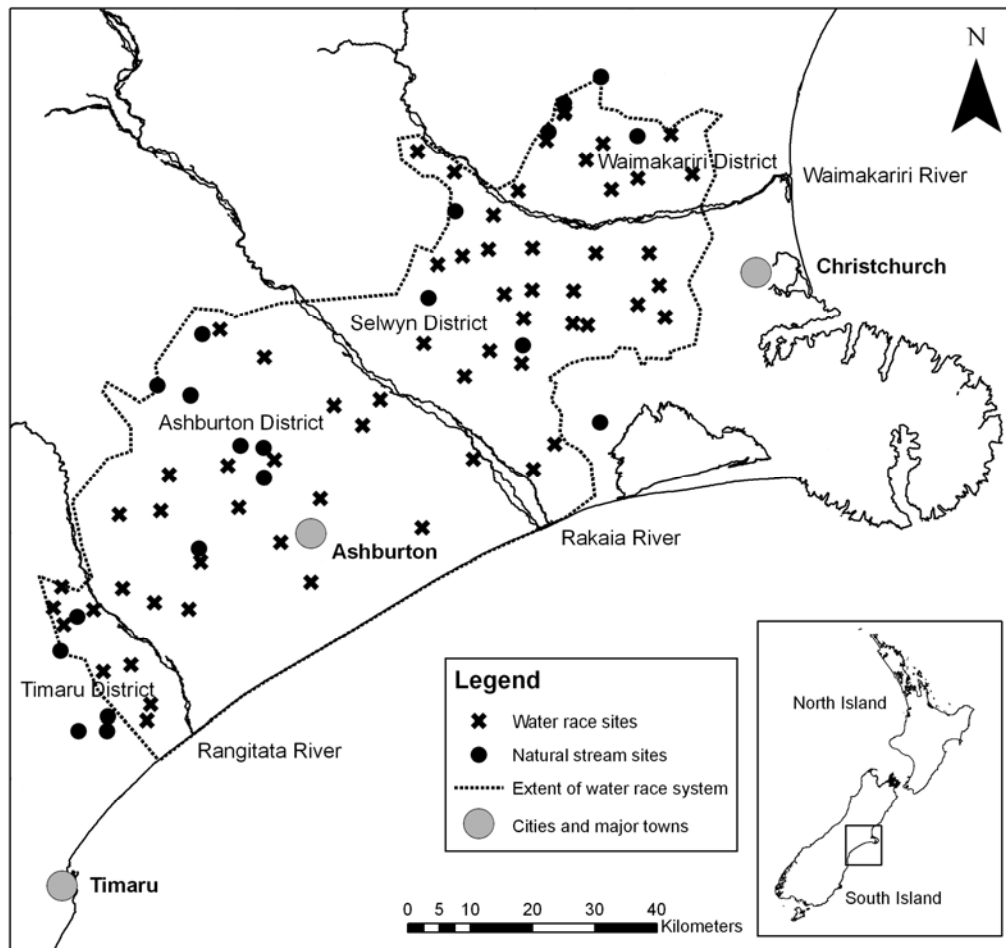 N
Waimakariri District
Waimakariri River
Christchurch
Selwyn District
Ashburton District
Ashburton
Rakaia River
Timaru District
Rangitata River
Timaru
Legend
Water race sites
Natural stream sites
Extent of water race system
Cities and major towns
North Island
South Island
0 5 10 20 30 40
Kilometers